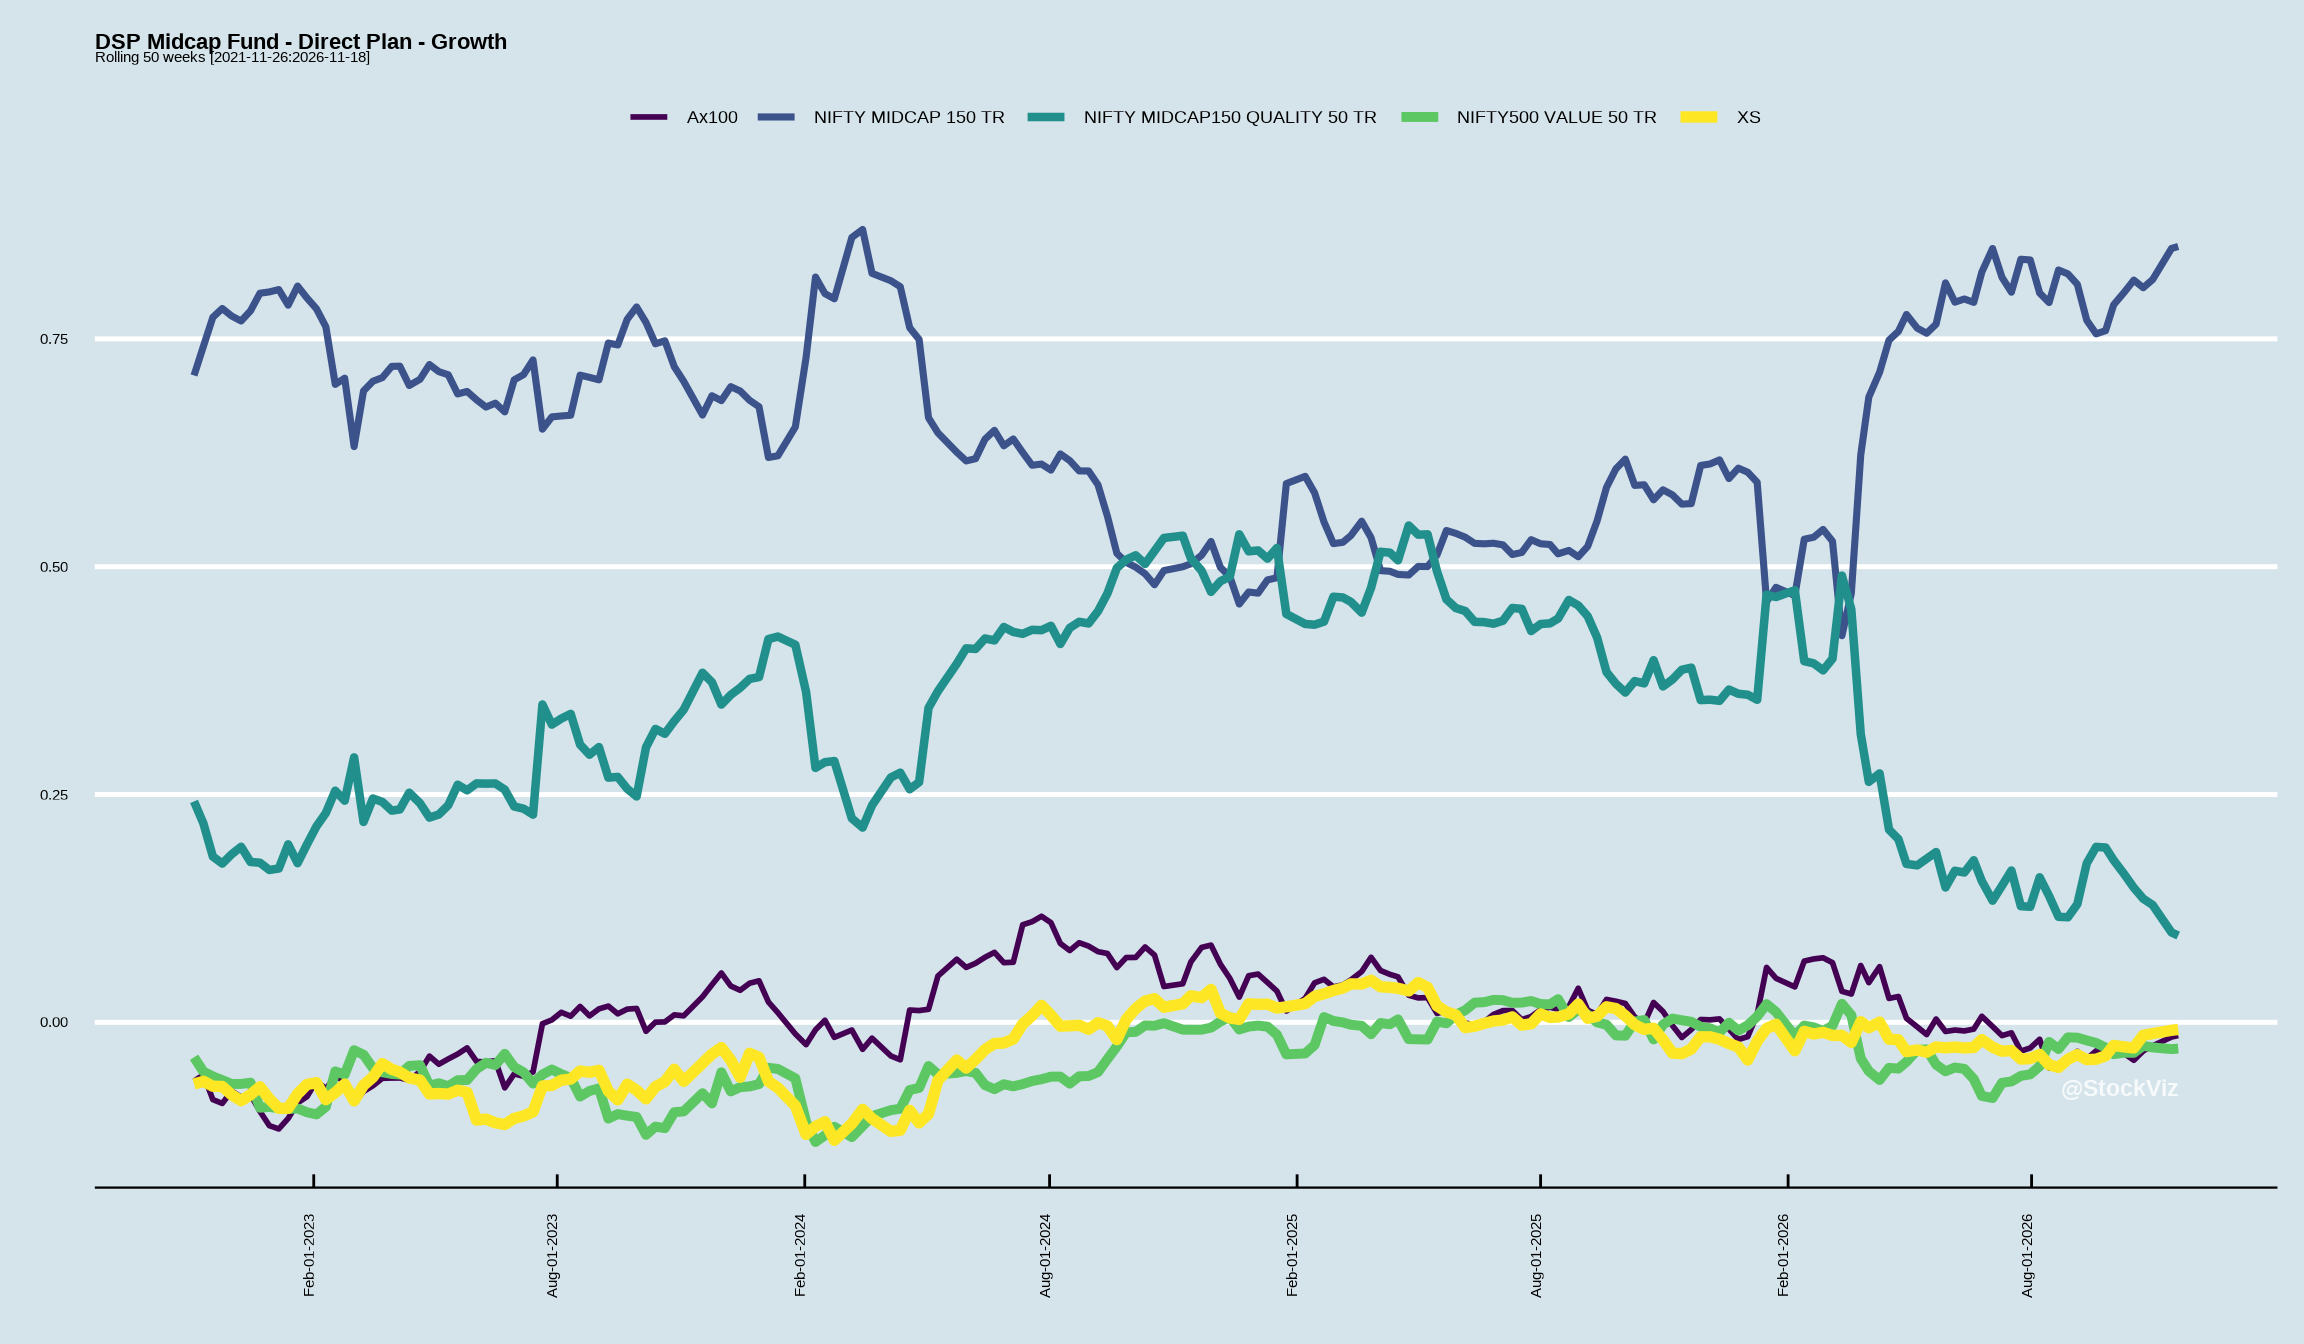 DSP Midcap Fund - Direct Plan - Growth
Rolling 50 weeks [2021-11-26:2026-11-18]
Ax100 NIFTY MIDCAP 150 TR NIFTY MIDCAP150 QUALITY 50 TR NIFTY500 VALUE 50 TR XS
0.75
0.50
0.25
0.00
@StockViz
Feb-01-2023 Aug-01-2023 Feb-01-2024 Aug-01-2024 Feb-01-2025 Aug-01-2025 Feb-01-2026 Aug-01-2026